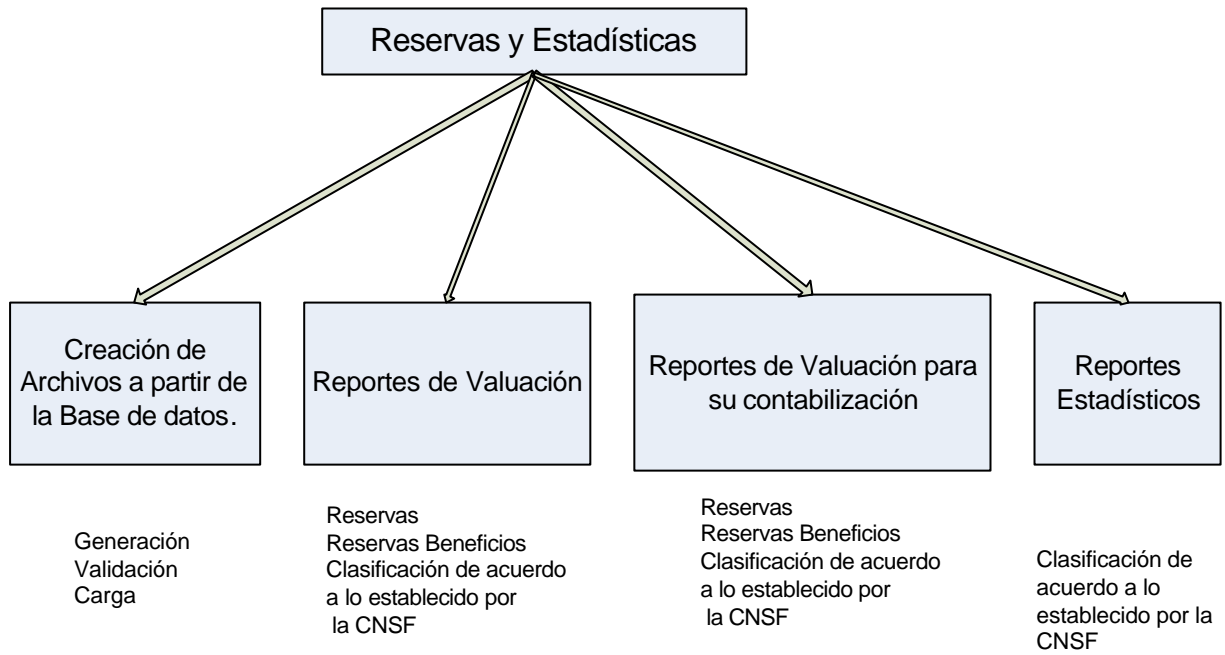 Reservas y Estadísticas
Creación de
Archivos a partir de
la Base de datos.
Reportes de Valuación
Reportes de Valuación para
su contabilización
Reportes
Estadísticos
Generación
Validación
Carga
Reservas
Reservas Beneficios
Clasificación de acuerdo
a lo establecido por
la CNSF
Reservas
Reservas Beneficios
Clasificación de acuerdo
a lo establecido por
la CNSF
Clasificación de
acuerdo a lo
establecido por la
CNSF